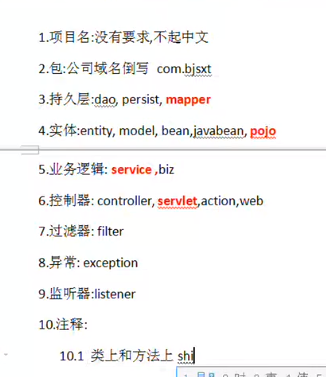 1.项目名:没有要求,不起中文
2.包:公司域名倒写 com.bjsxt
3.持久层:dao, persist, mapper
4.实体:entity, model, bean,javabean, pojo
5.业务逻辑: service ,biz
6.控制器: controller, servlet,action,web
7.过滤器: filter
8.异常: exception
9.监听器:listener
10.注释:
10.1 类上和方法上 shi